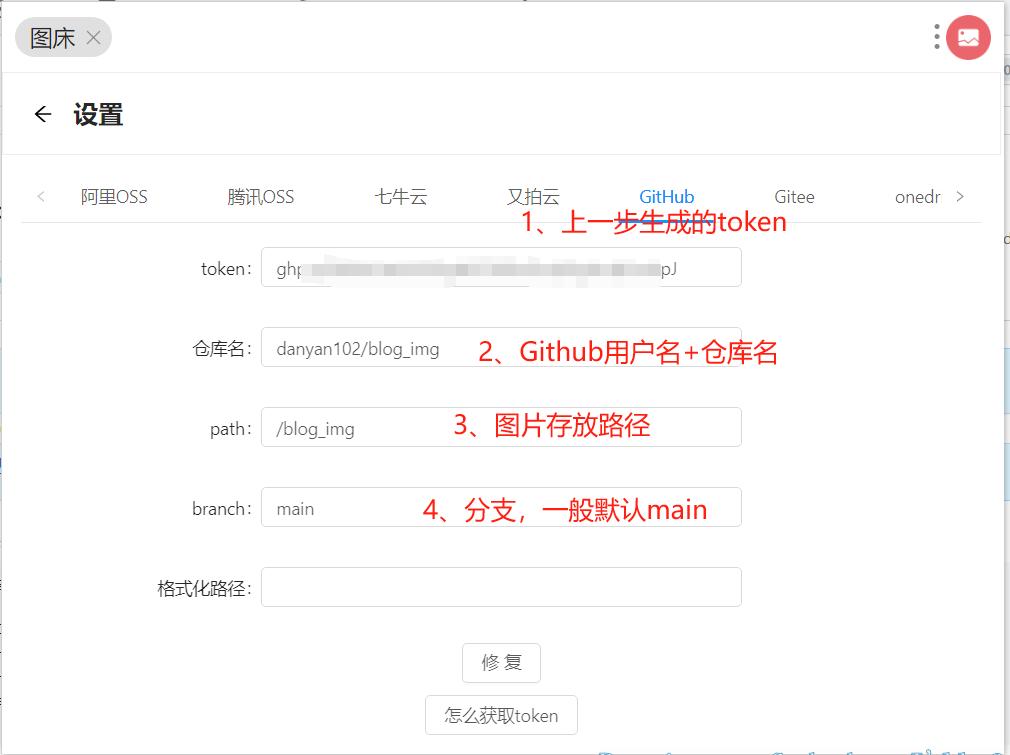 图床
设置
阿里OSS 腾讯OSS 七牛云 又拍云 GitHub Gitee onedr
1、上一步生成的token
token: ghp pJ
仓库名: danyan102/blog_img 2、Github用户名+仓库名
path: /blog_img 3、图片存放路径
branch: main 4、分支，一般默认main
格式化路径:
修 复
怎么获取token